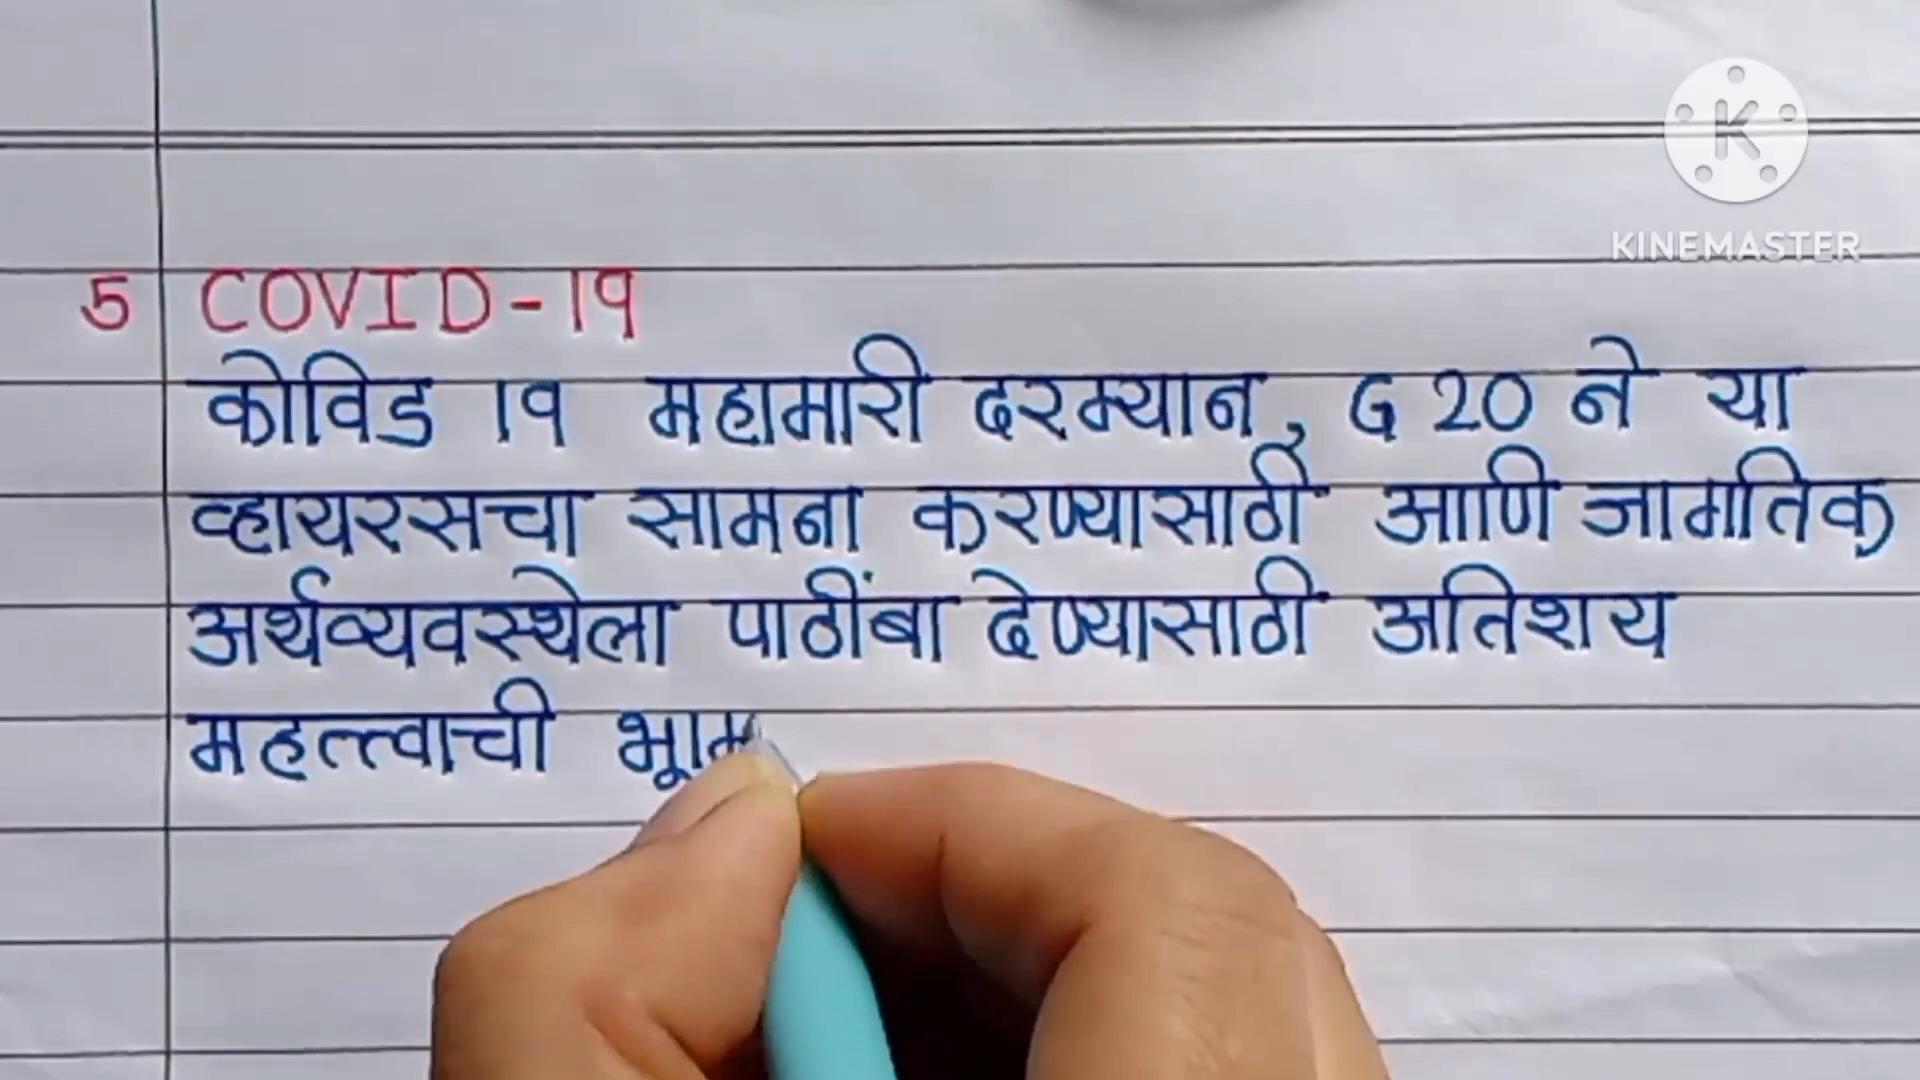 KINEMASTER
5 COVID-19
कोविड 19 महामारी दरम्यान, G 20 ने या
व्हायरसचा सामना करण्यासाठी आणि जागतिक
अर्थव्यवस्थेला पाठींबा देण्यासाठी अतिशय
महत्त्वाची